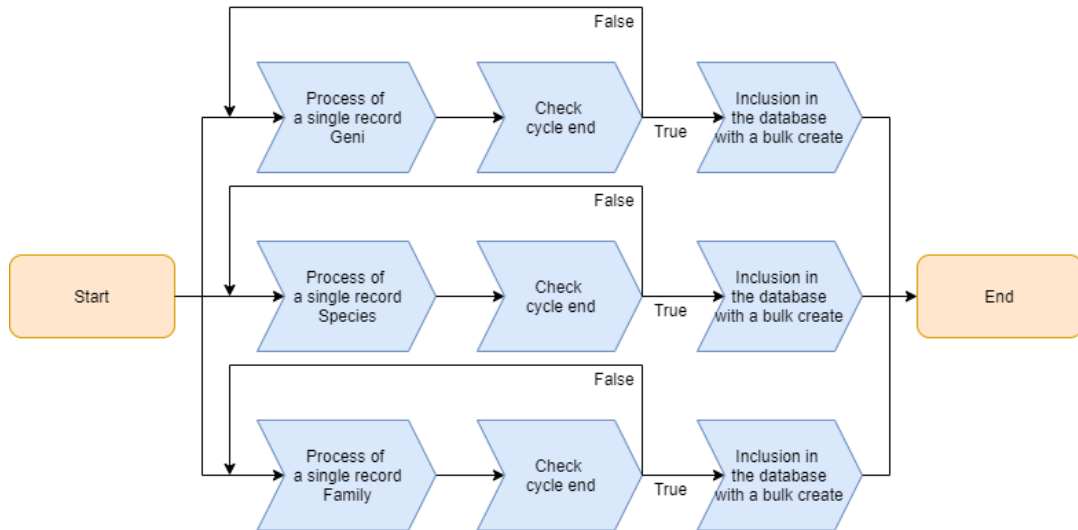 False
Process of
a single record
Geni
Check
cycle end
True
Inclusion in
the database
with a bulk create
False
Start
Process of
a single record
Species
Check
cycle end
True
Inclusion in
the database
with a bulk create
End
False
Process of
a single record
Family
Check
cycle end
True
Inclusion in
the database
with a bulk create